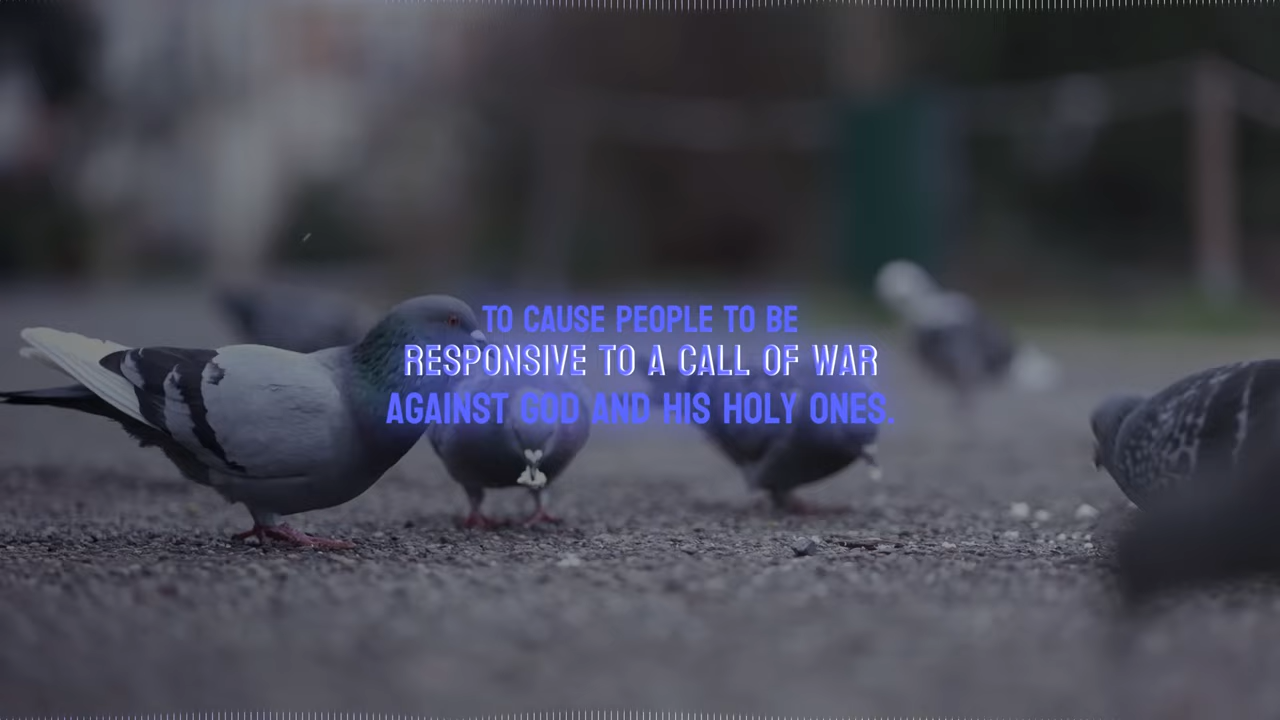 TO CAUSE PEOPLE TO BE
RESPONSIVE TO A CALL OF WAR
AGAINST GOD AND HIS HOLY ONES.